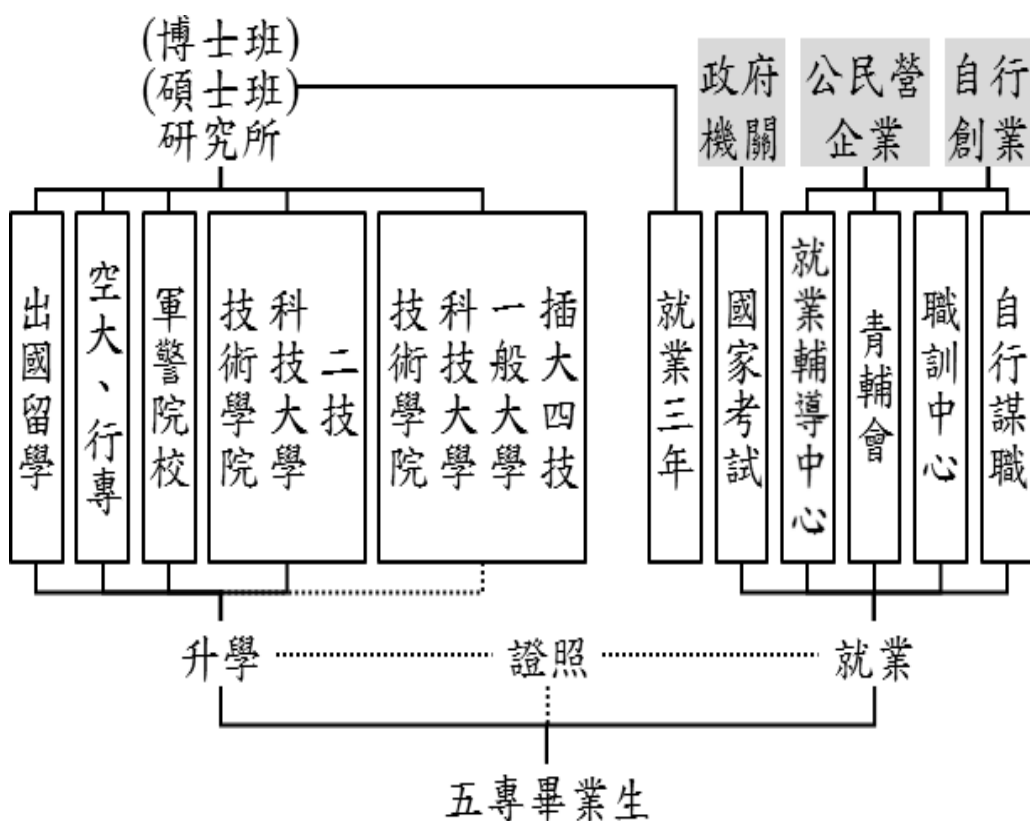 (博士班)
(碩士班)
研究所
政府
機關
公民營
企業
自行
創業
出國留學
空大、行專
軍警院校
二技
科技大學
技術學院
插大四技
一般大學
科技大學
技術學院
就業三年
國家考試
就業輔導中心
青輔會
職訓中心
自行謀職
升學
證照
就業
五專畢業生